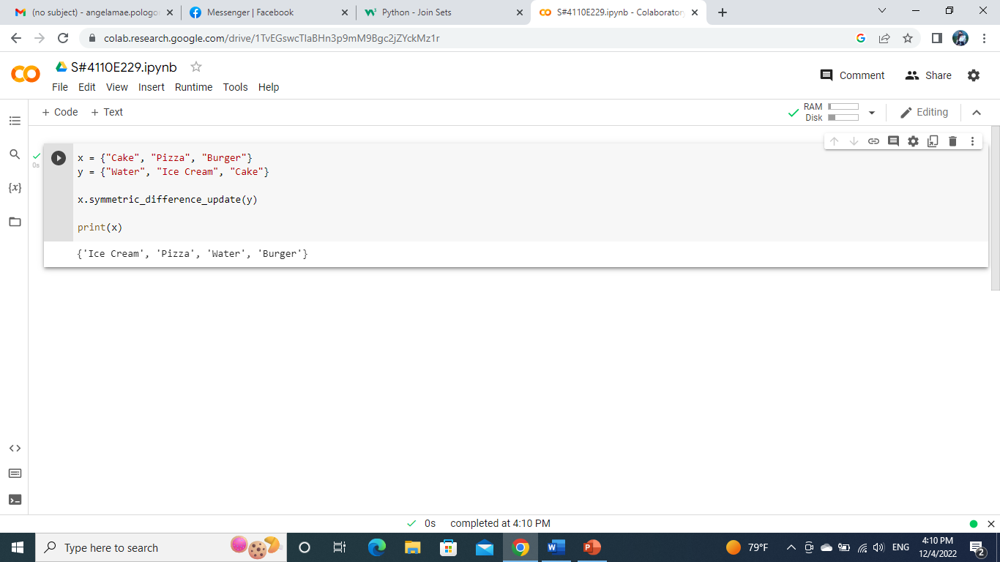 (no subject) - angelamae.pologo
Messenger | Facebook
Python - Join Sets
S#4110E229.ipynb - Colaboratory
colab.research.google.com/drive/1TvEGswcTlaBHn3p9mM9Bgc2jZYckMz1r
S#4110E229.ipynb
File Edit View Insert Runtime Tools Help
Comment Share
+ Code + Text
RAM
Disk
Editing
{x}
0s
x = {"Cake", "Pizza", "Burger"}
y = {"Water", "Ice Cream", "Cake"}
x.symmetric_difference_update(y)
print(x)
{'Ice Cream', 'Pizza', 'Water', 'Burger'}
0s completed at 4:10 PM
Type here to search
79°F
ENG
4:10 PM
12/4/2022
2